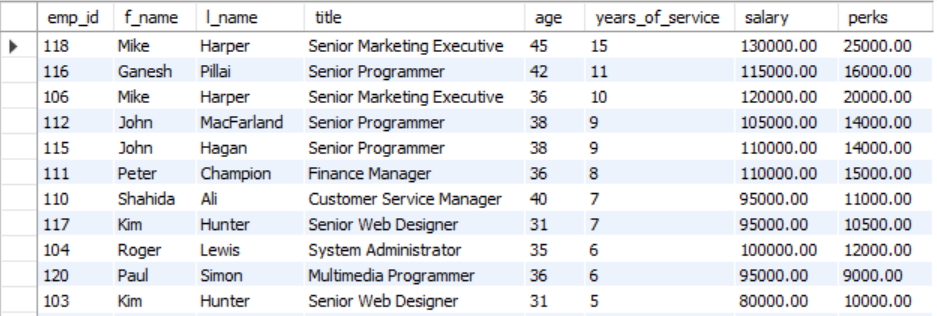 emp_id f_name l_name title age years_of_service salary perks
118 Mike Harper Senior Marketing Executive 45 15 130000.00 25000.00
116 Ganesh Pillai Senior Programmer 42 11 115000.00 16000.00
106 Mike Harper Senior Marketing Executive 36 10 120000.00 20000.00
112 John MacFarland Senior Programmer 38 9 105000.00 14000.00
115 John Hagan Senior Programmer 38 9 110000.00 14000.00
111 Peter Champion Finance Manager 36 8 110000.00 15000.00
110 Shahida Ali Customer Service Manager 40 7 95000.00 11000.00
117 Kim Hunter Senior Web Designer 31 7 95000.00 10500.00
104 Roger Lewis System Administrator 35 6 100000.00 12000.00
120 Paul Simon Multimedia Programmer 36 6 95000.00 9000.00
103 Kim Hunter Senior Web Designer 31 5 80000.00 10000.00